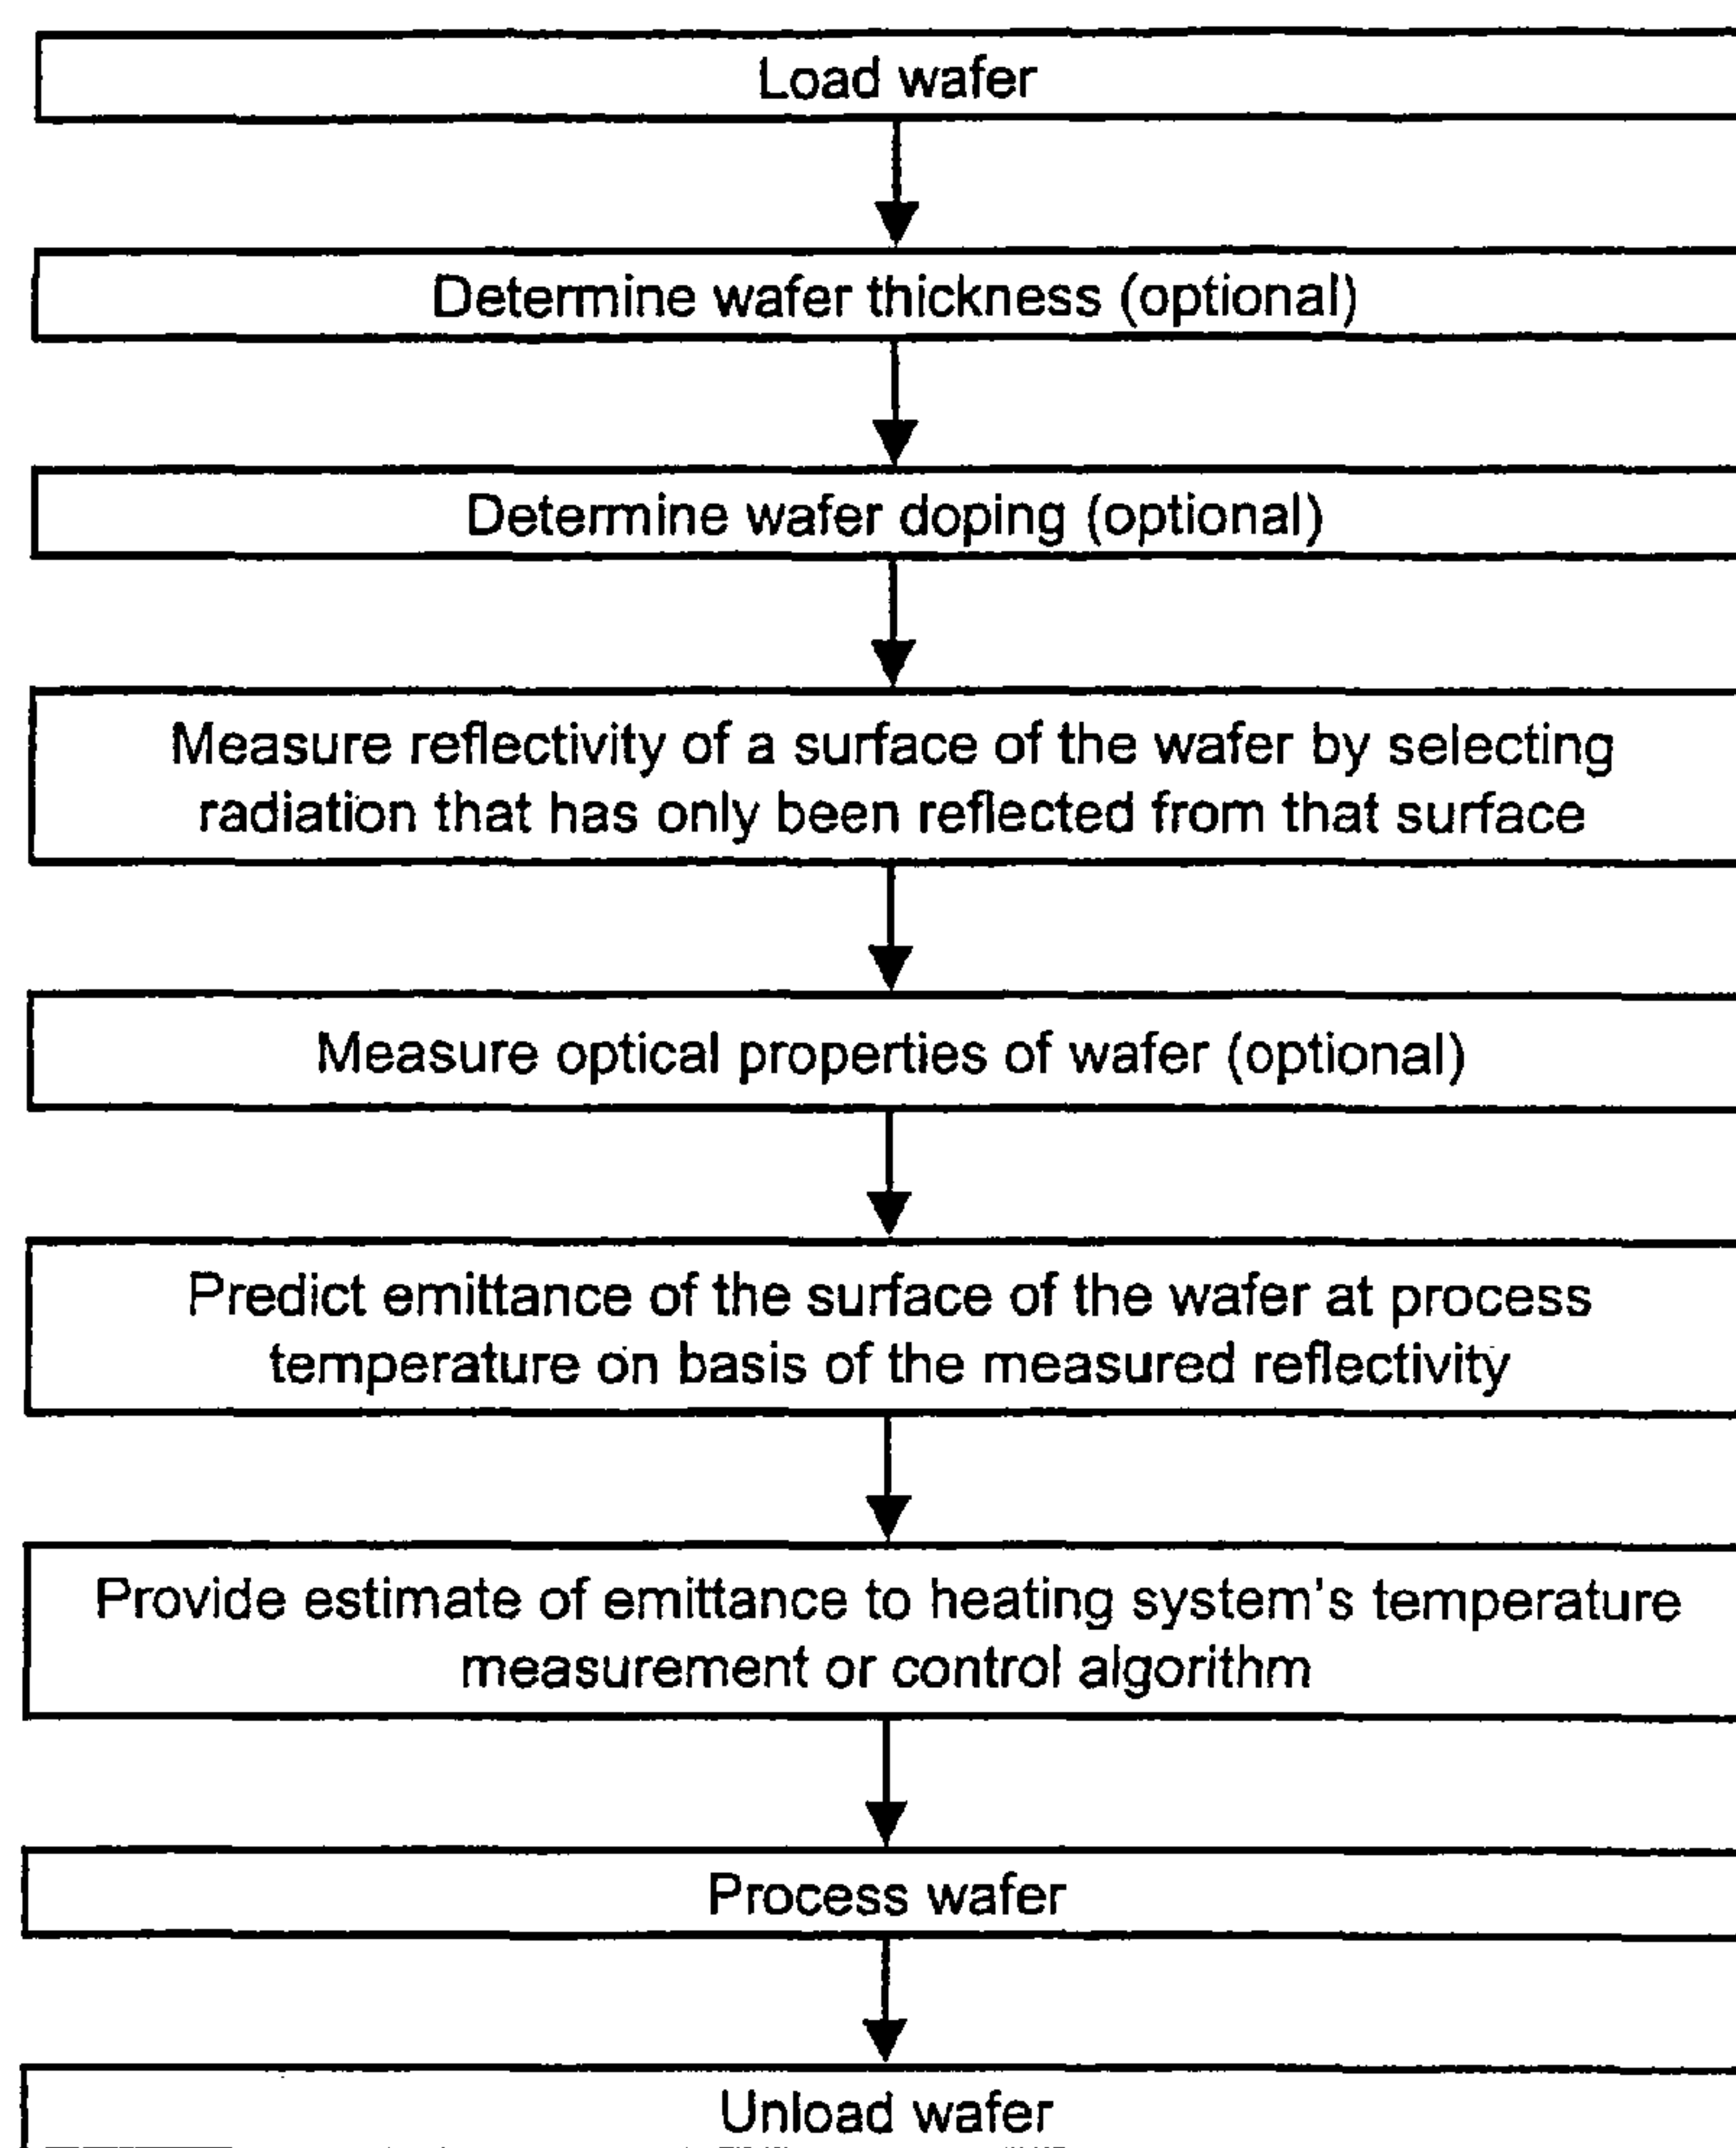 Load wafer
Determine wafer thickness (optional)
Determine wafer doping (optional)
Measure reflectivity of a surface of the wafer by selecting
radiation that has only been reflected from that surface
Measure optical properties of wafer (optional)
Predict emittance of the surface of the wafer at process
temperature on basis of the measured reflectivity
Provide estimate of emittance to heating system's temperature
measurement or control algorithm
Process wafer
Unload wafer